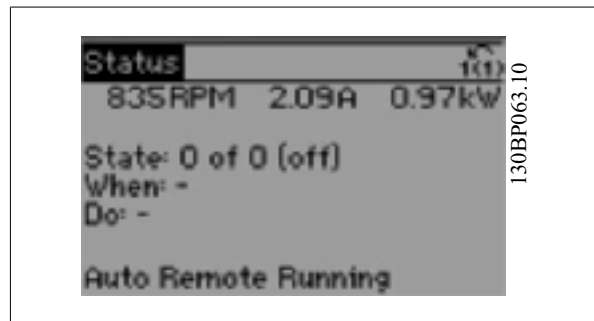 Status 1(1)
835RPM 2.09A 0.97kW
State: 0 of 0 (off)
When: -
Do: -
Auto Remote Running
130BP063.10